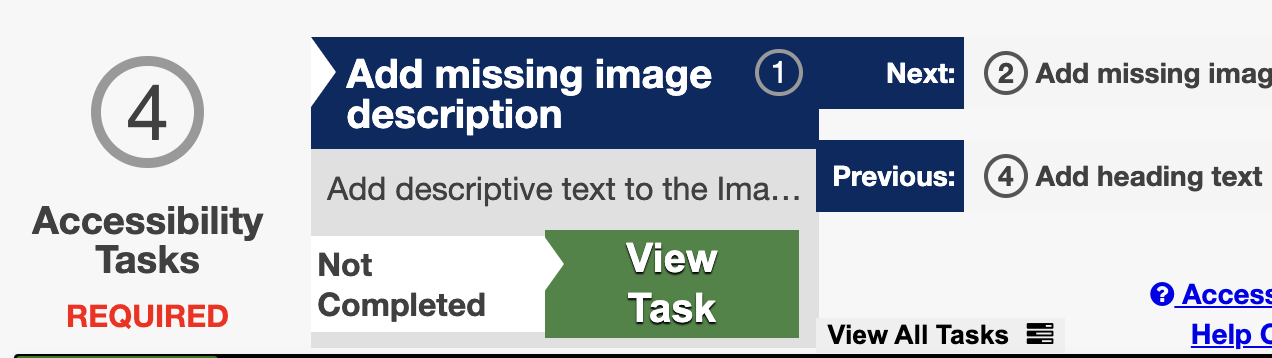 4
Accessibility
Tasks
REQUIRED
Add missing image
description
1
Add descriptive text to the Ima...
Not
Completed
View
Task
Next:
2 Add missing imag
Previous:
4 Add heading text
Access
Help
View All Tasks